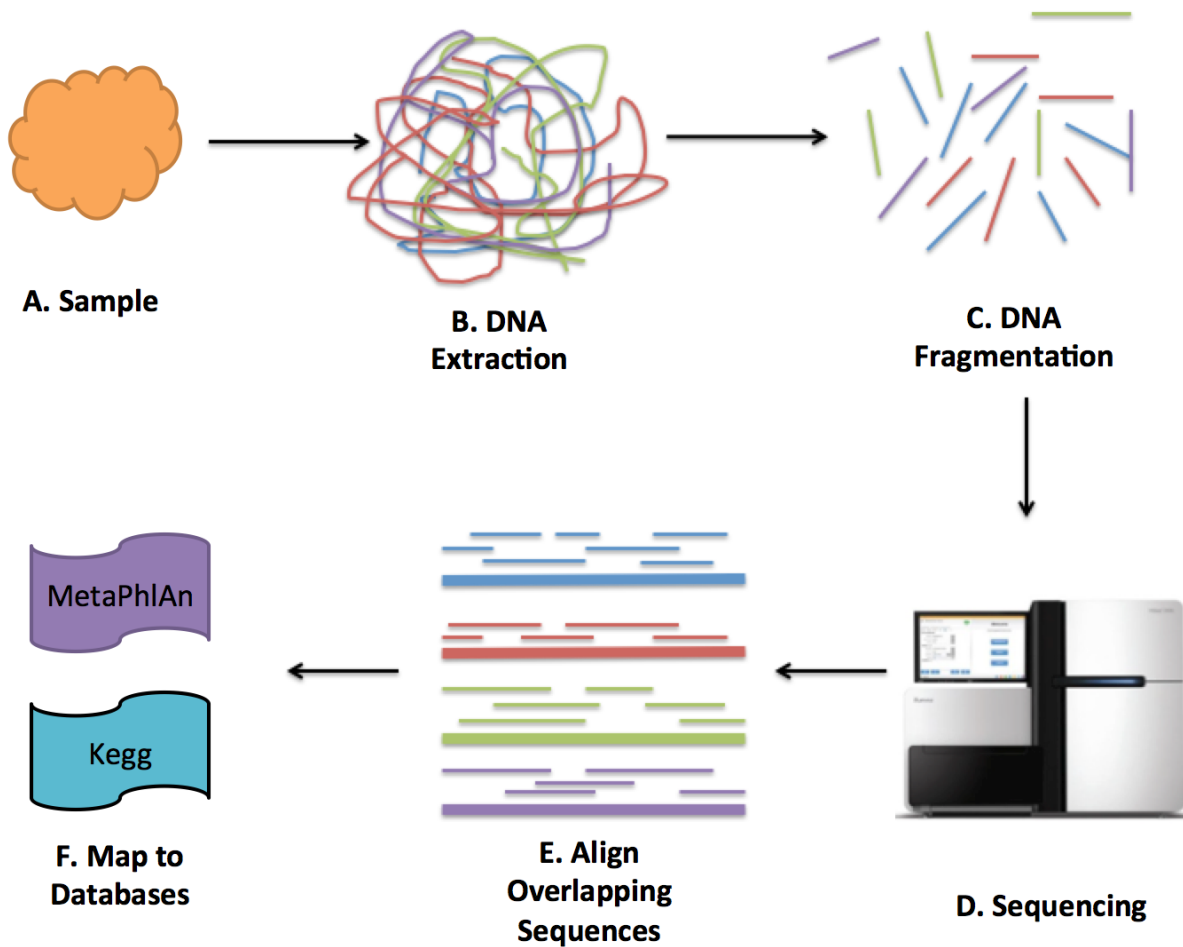 A. Sample
B. DNA
Extraction
C. DNA
Fragmentation
D. Sequencing
E. Align
Overlapping
Sequences
MetaPhlAn
Kegg
F. Map to
Databases